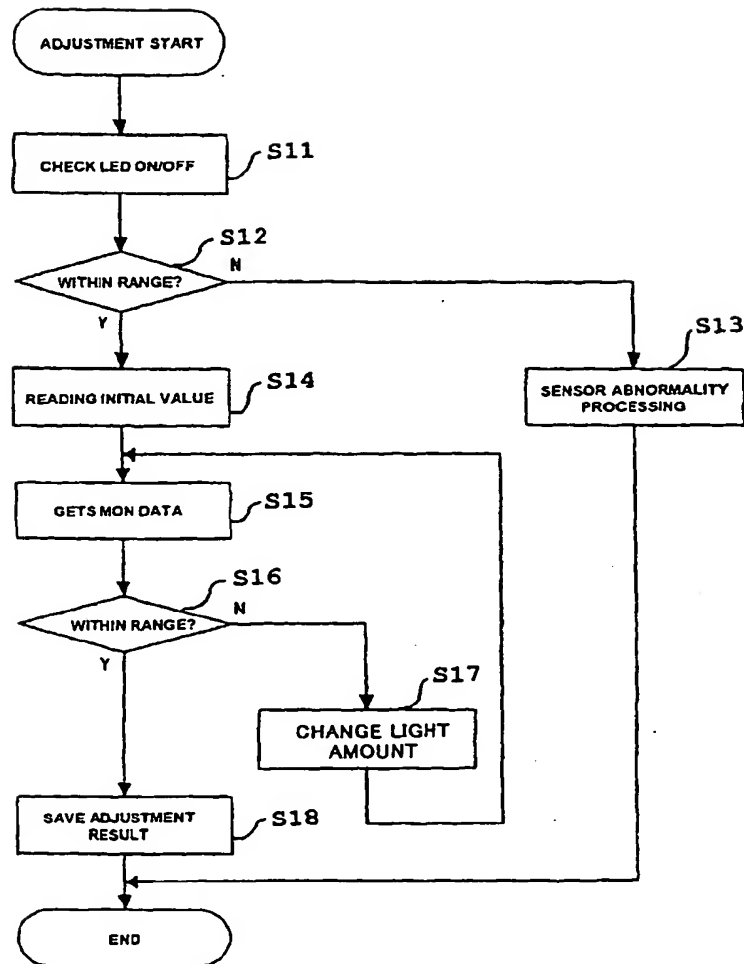 ADJUSTMENT START
CHECK LED ON/OFF
S11
S12
WITHIN RANGE?
N
Y
S13
SENSOR ABNORMALITY
PROCESSING
READING INITIAL VALUE
S14
GETS MON DATA
S15
S16
WITHIN RANGE?
N
Y
S17
CHANGE LIGHT
AMOUNT
SAVE ADJUSTMENT
RESULT
S18
END